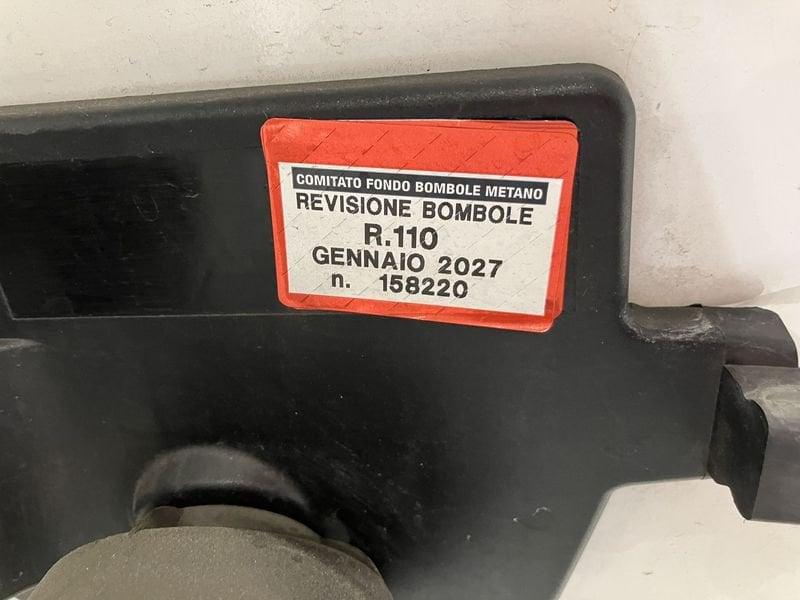 COMITATO FONDO BOMBOLE METANO
REVISIONE BOMBOLE
R.110
GENNAIO 2027
n. 158220